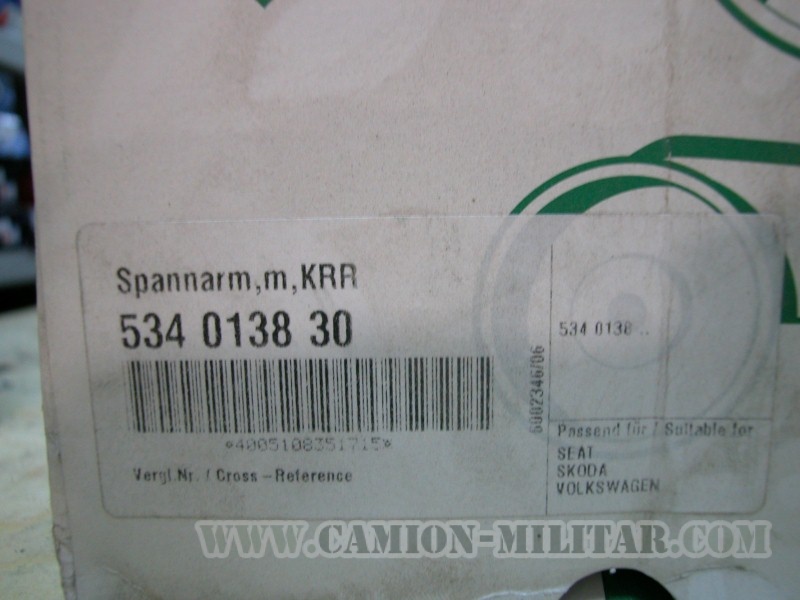 Spannarm,m,KRR
534 0138 30
*4005108351715*
Vergl.Nr. / Cross-Reference
6002346/06
534 0138 ..
Passend für / Suitable for
SEAT
SKODA
VOLKSWAGEN
WWW.CAMION-MILITAR.COM